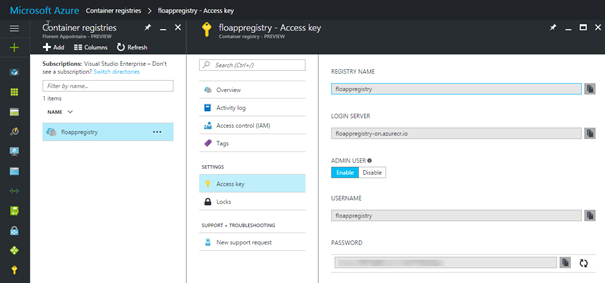 Microsoft Azure Container registries > floappregistry - Access key
Container registries
Florent Appointaire - PREVIEW
Add Columns Refresh
Subscriptions: Visual Studio Enterprise – Don't
see a subscription? Switch directories
Filter by name...
1 items
NAME
floappregistry ...
floappregistry - Access key
Container registry - PREVIEW
Search (Ctrl+/)
Overview
Activity log
Access control (IAM)
Tags
SETTINGS
Access key
Locks
SUPPORT + TROUBLESHOOTING
New support request
REGISTRY NAME
floappregistry
LOGIN SERVER
floappregistry-on.azurecr.io
ADMIN USER
Enable Disable
USERNAME
floappregistry
PASSWORD